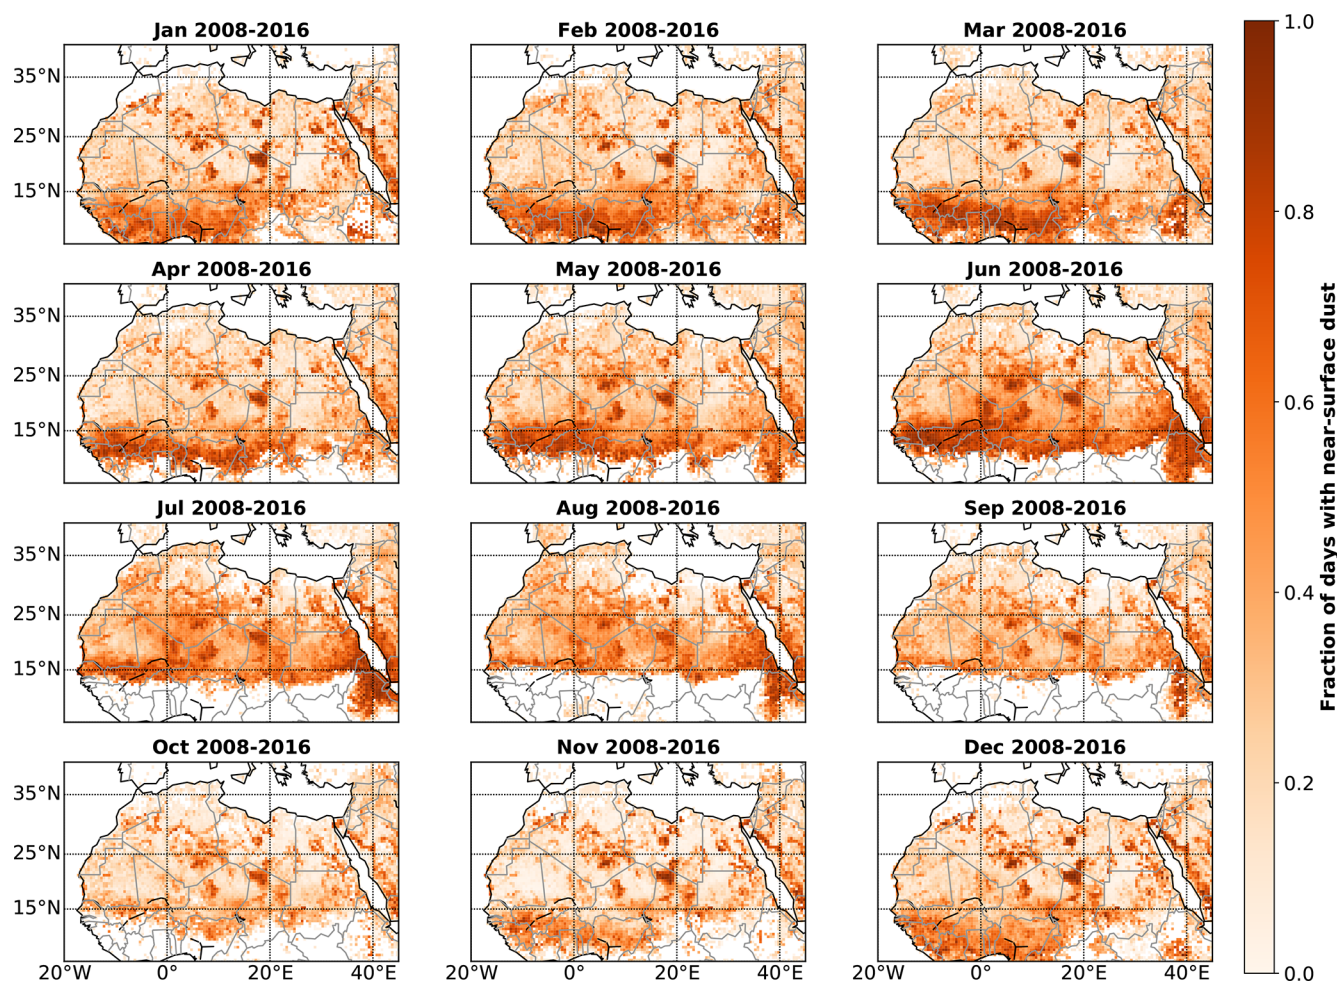 Jan 2008-2016
Feb 2008-2016
Mar 2008-2016
35°N
25°N
15°N
Apr 2008-2016
May 2008-2016
Jun 2008-2016
35°N
25°N
15°N
Jul 2008-2016
Aug 2008-2016
Sep 2008-2016
35°N
25°N
15°N
Oct 2008-2016
Nov 2008-2016
Dec 2008-2016
35°N
25°N
15°N
20°W 0° 20°E 40°E
20°W 0° 20°E 40°E
20°W 0° 20°E 40°E
1.0
0.8
0.6
0.4
0.2
0.0
Fraction of days with near-surface dust